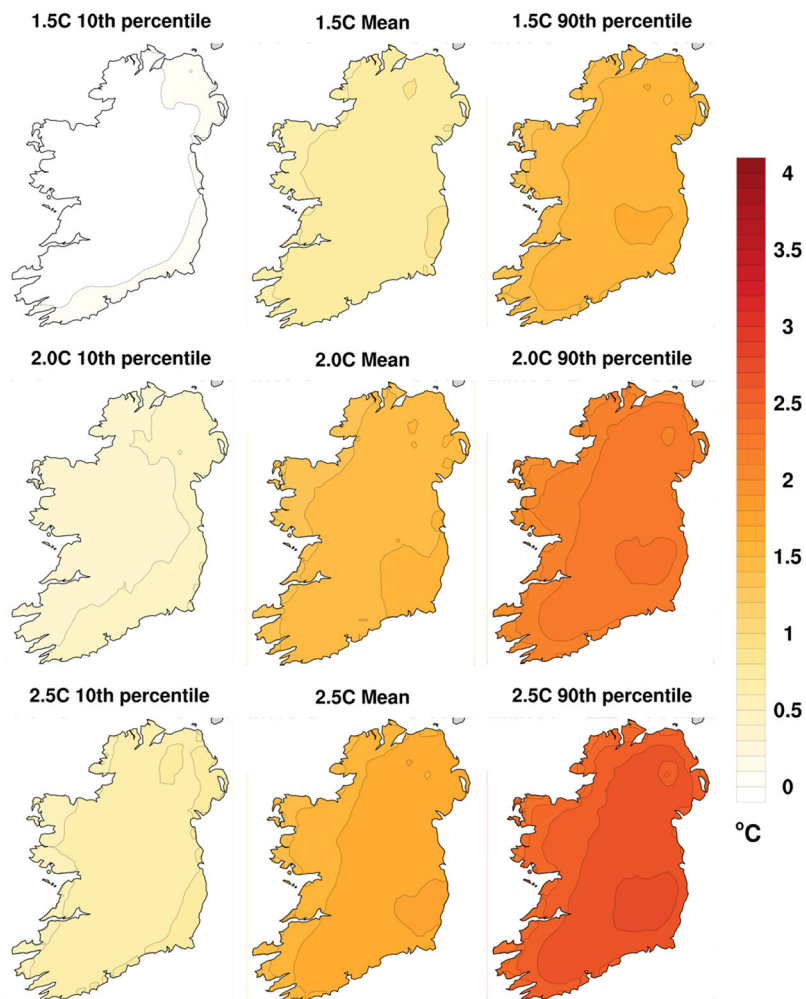 1.5C 10th percentile
1.5C Mean
1.5C 90th percentile
2.0C 10th percentile
2.0C Mean
2.0C 90th percentile
2.5C 10th percentile
2.5C Mean
2.5C 90th percentile
4
3.5
3
2.5
2
1.5
1
0.5
0
ºC